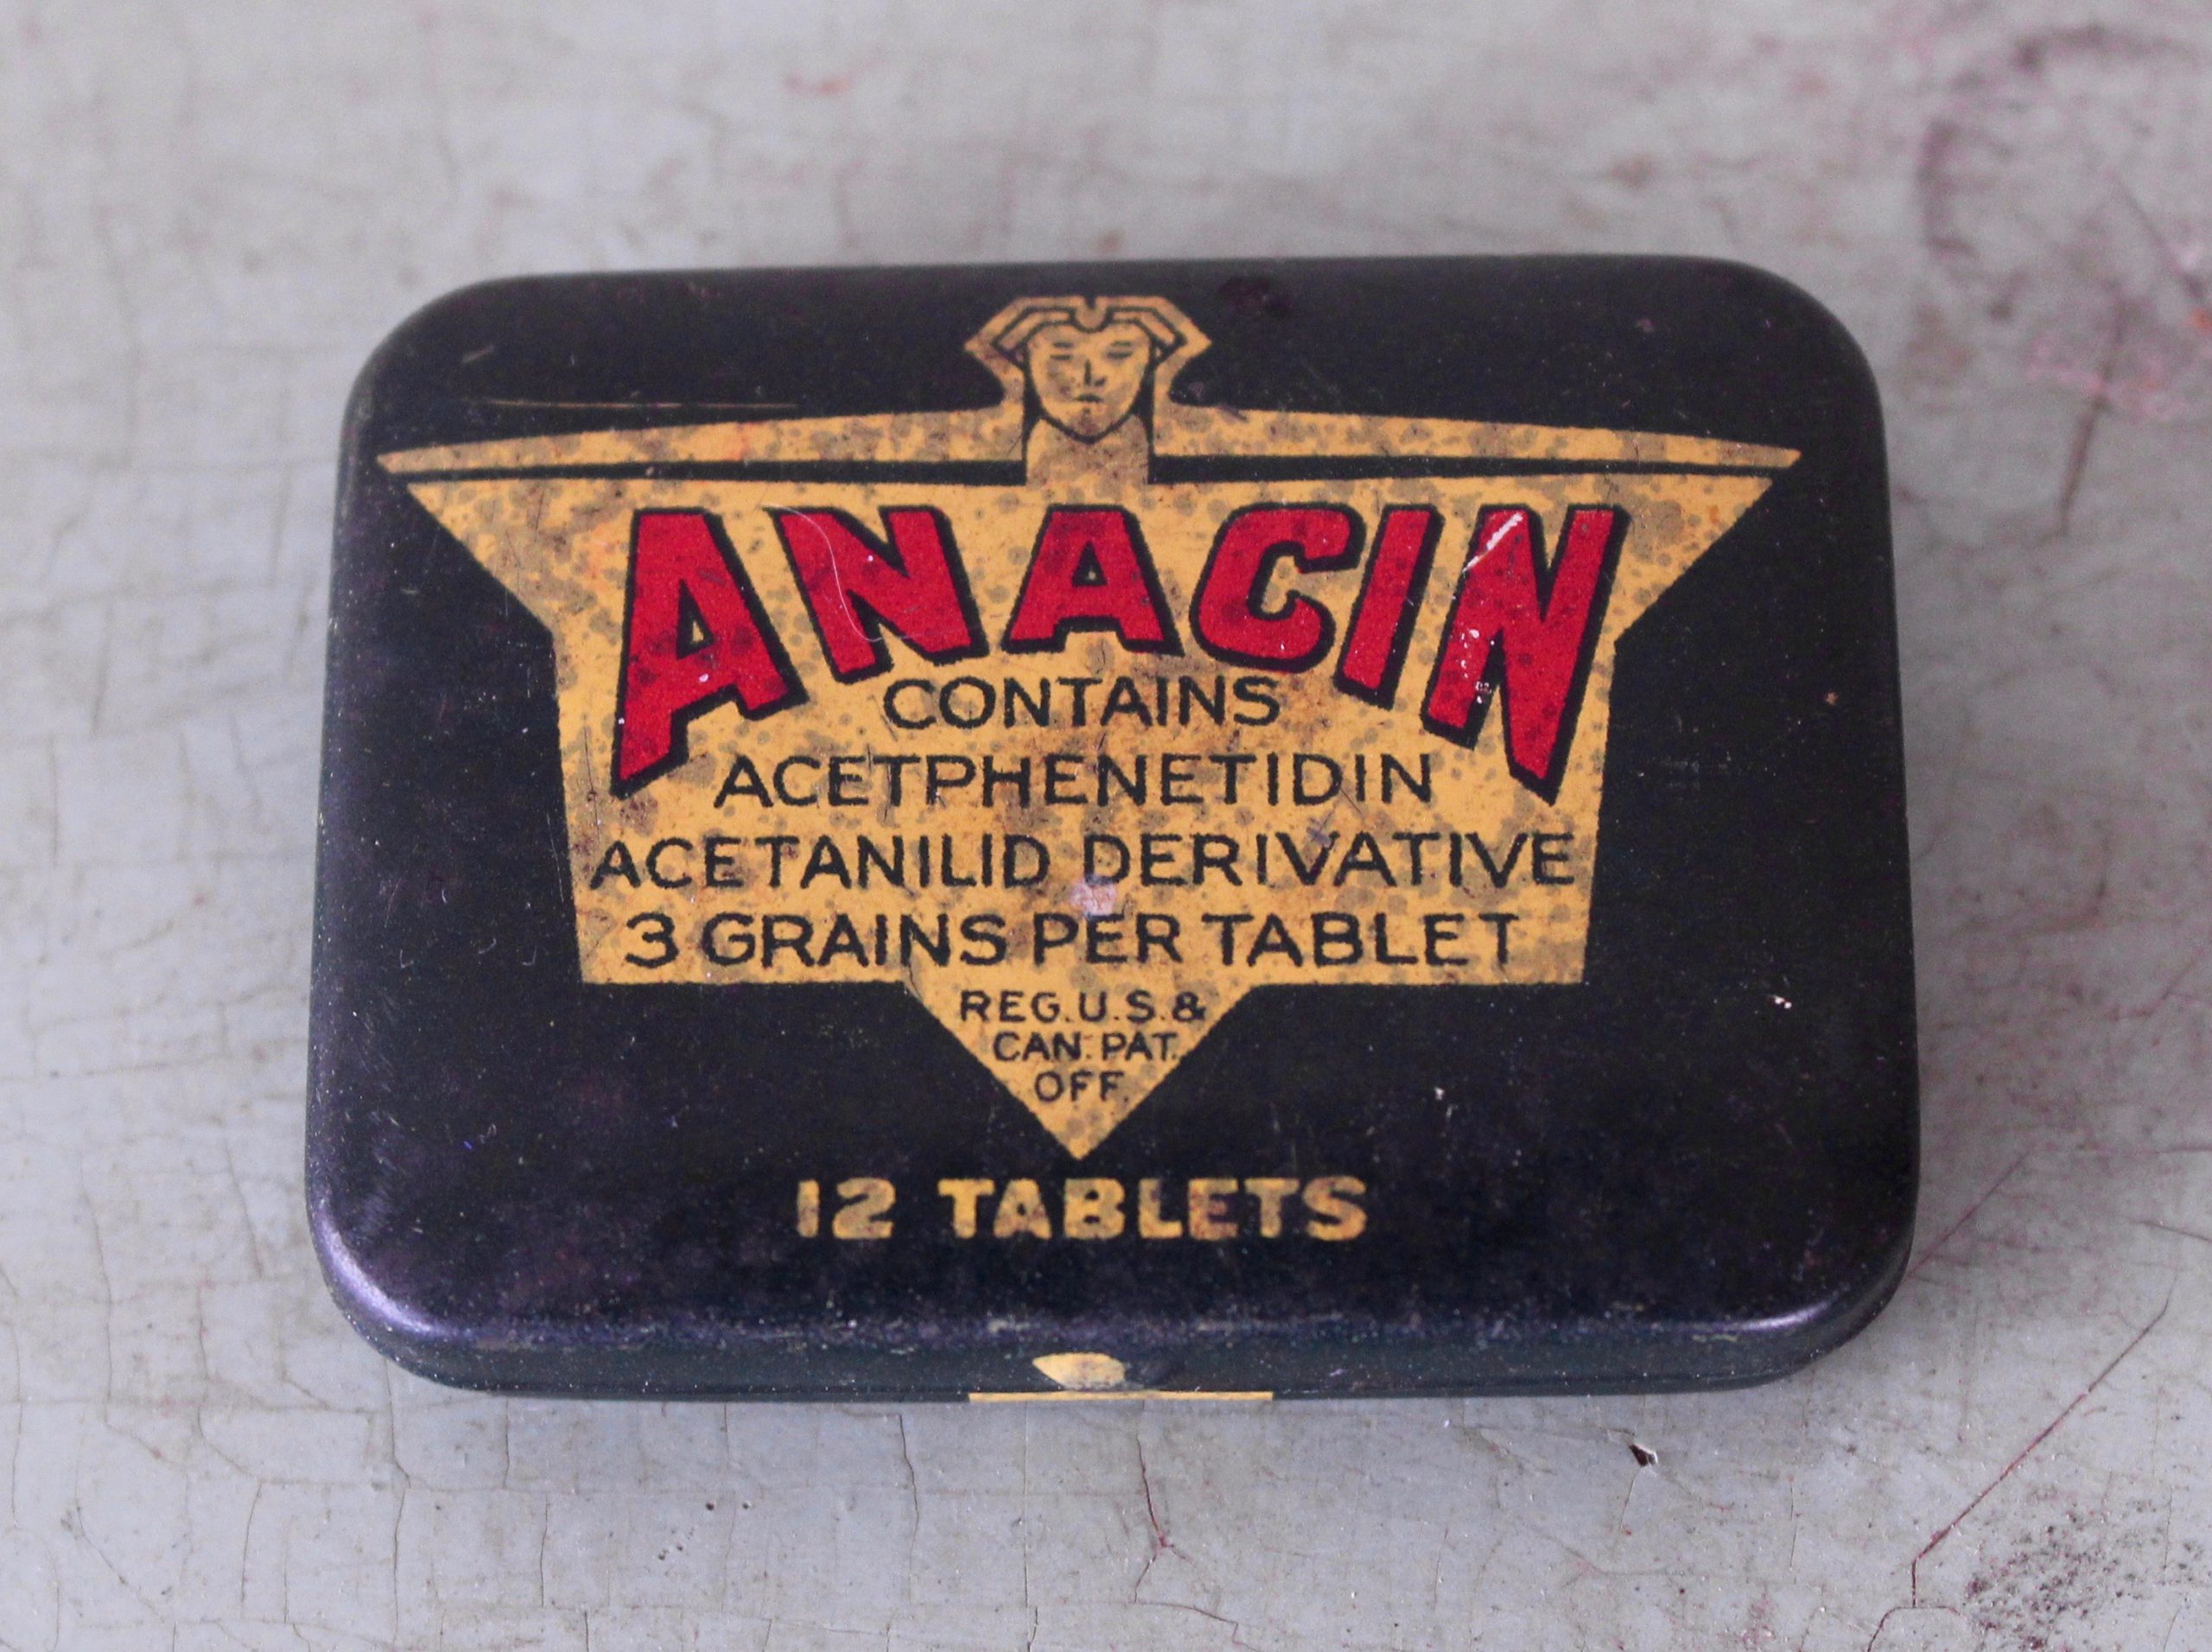 ANACIN
CONTAINS
ACETPHENETIDIN
ACETANILID DERIVATIVE
3 GRAINS PER TABLET
REG. U.S. &
CAN. PAT.
OFF.
12 TABLETS